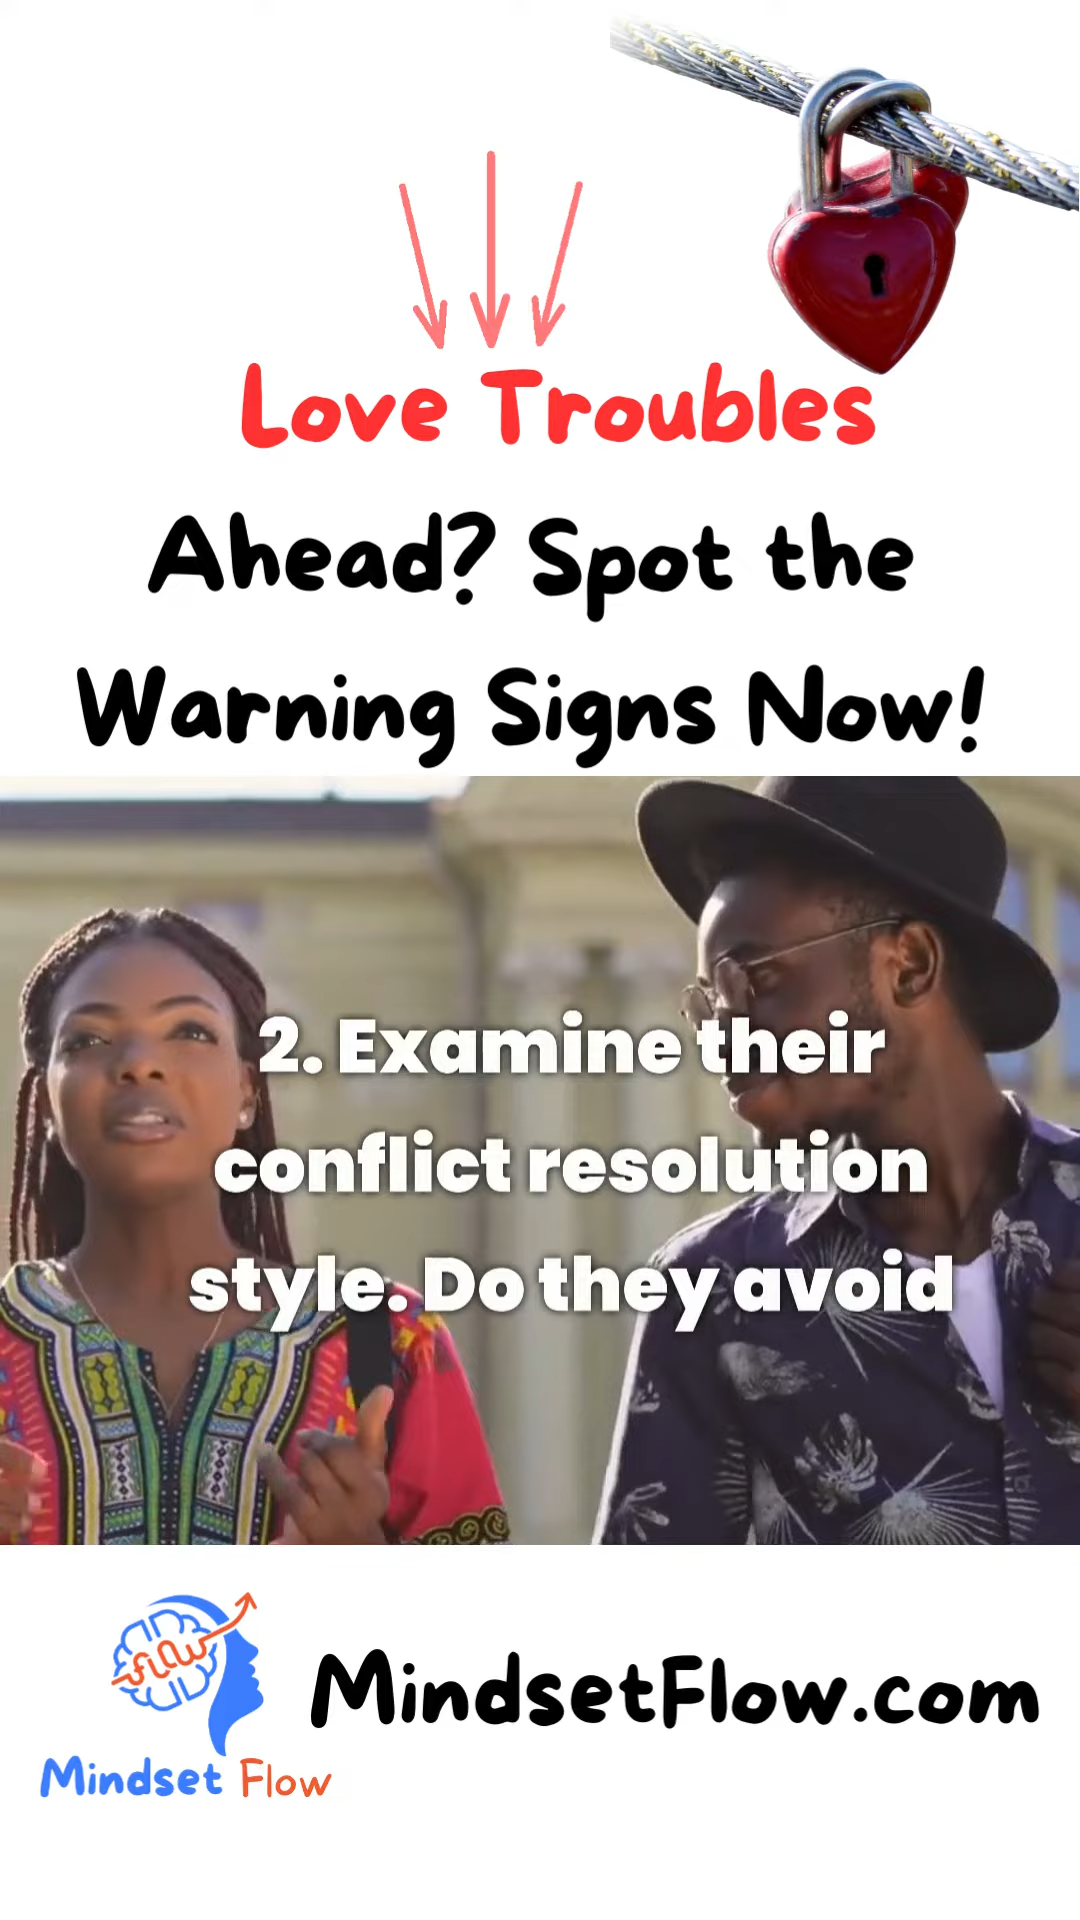 Love Troubles
Ahead? Spot the
Warning Signs Now!
2. Examine their
conflict resolution
style. Do they avoid
flow
MindsetFlow.com
Mindset Flow